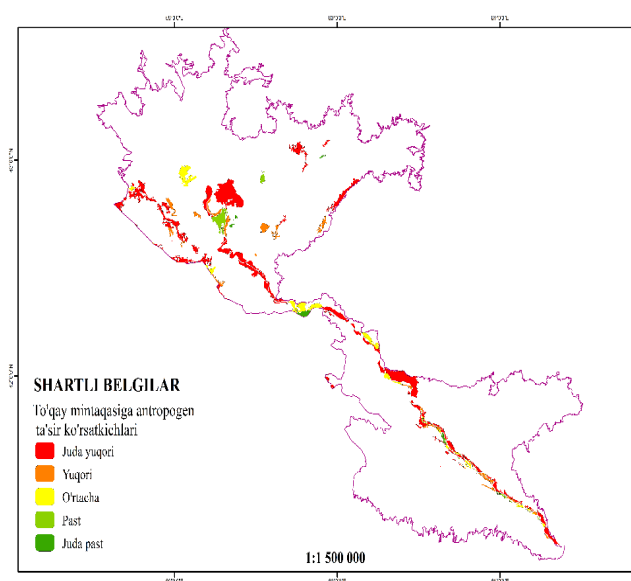 SHARTLI BELGILAR
To'qay mintaqasiga antropogen
ta'sir ko'rsatkichlari
Juda yuqori
Yuqori
O'rtacha
Past
Juda past
1:1 500 000